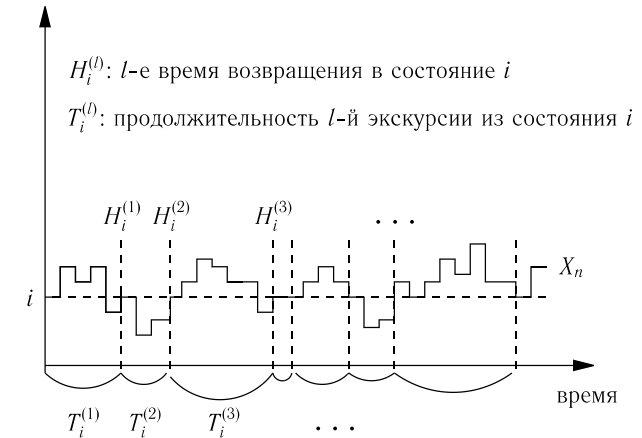 H_i^{(l)}: l-е время возвращения в состояние i
T_i^{(l)}: продолжительность l-й экскурсии из состояния i
H_i^{(1)} H_i^{(2)} H_i^{(3)} . . .
X_n
i
время
T_i^{(1)} T_i^{(2)} T_i^{(3)} . . .